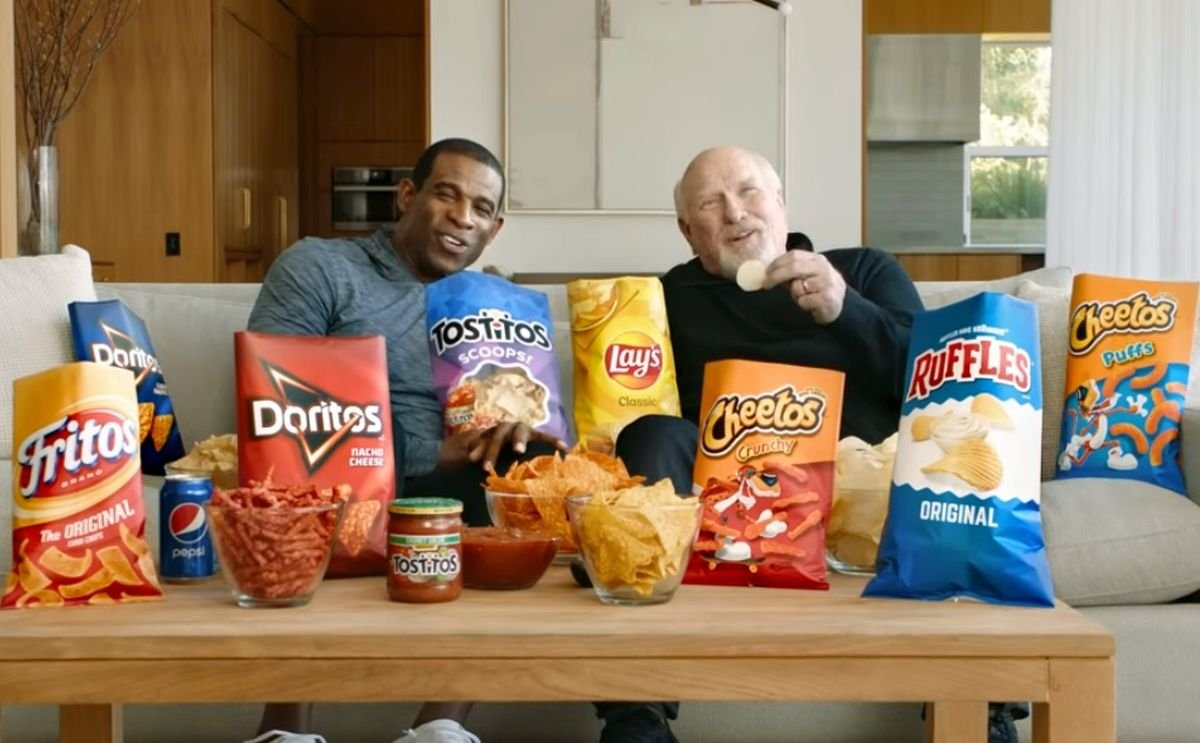 Fritos
BRAND
The ORIGINAL
CORN CHIPS
Doritos
pepsi
Doritos
NACHO
CHEESE
TOSTITOS
SCOOPS!
TOSTITOS
Lay's
Classic
Cheetos
Crunchy
RUFFLES
ORIGINAL
Cheetos
Puffs